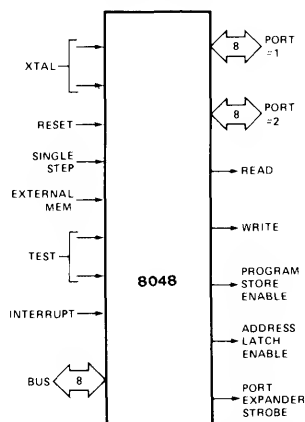 XTAL
RESET
SINGLE
STEP
EXTERNAL
MEM
TEST
INTERRUPT
BUS
8
8048
8
PORT
=1
8
PORT
=2
READ
WRITE
PROGRAM
STORE
ENABLE
ADDRESS
LATCH
ENABLE
PORT
EXPANDER
STROBE